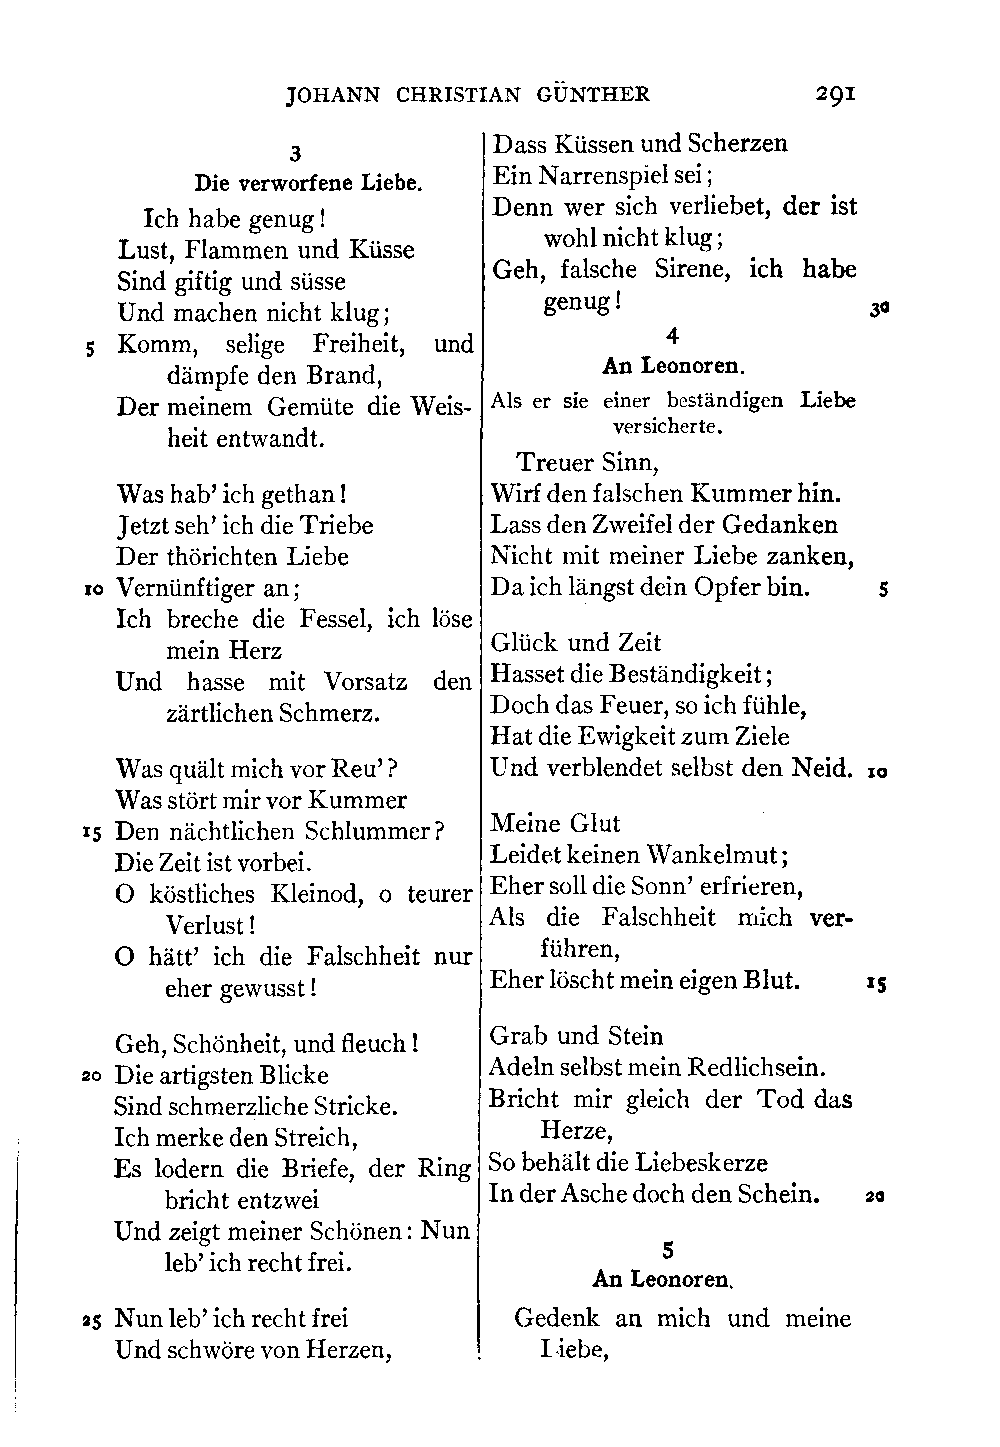 JOHANN CHRISTIAN GÜNTHER 291
3
Die verworfene Liebe.
Ich habe genug!
Lust, Flammen und Küsse
Sind giftig und süsse
Und machen nicht klug;
5 Komm, selige Freiheit, und
dämpfe den Brand,
Der meinem Gemüte die Weis-
heit entwandt.
Was hab' ich gethan!
Jetzt seh' ich die Triebe
Der thörichten Liebe
10 Vernünftiger an;
Ich breche die Fessel, ich löse
mein Herz
Und hasse mit Vorsatz den
zärtlichen Schmerz.
Was quält mich vor Reu'?
Was stört mir vor Kummer
15 Den nächtlichen Schlummer?
Die Zeit ist vorbei.
O köstliches Kleinod, o teurer
Verlust!
O hätt' ich die Falschheit nur
eher gewusst!
Geh, Schönheit, und fleuch!
20 Die artigsten Blicke
Sind schmerzliche Stricke.
Ich merke den Streich,
Es lodern die Briefe, der Ring
bricht entzwei
Und zeigt meiner Schönen: Nun
leb' ich recht frei.
25 Nun leb' ich recht frei
Und schwöre von Herzen,
Dass Küssen und Scherzen
Ein Narrenspiel sei;
Denn wer sich verliebet, der ist
wohl nicht klug;
Geh, falsche Sirene, ich habe
genug! 30
4
An Leonoren.
Als er sie einer beständigen Liebe
versicherte.
Treuer Sinn,
Wirf den falschen Kummer hin.
Lass den Zweifel der Gedanken
Nicht mit meiner Liebe zanken,
Da ich längst dein Opfer bin. 5
Glück und Zeit
Hasset die Beständigkeit;
Doch das Feuer, so ich fühle,
Hat die Ewigkeit zum Ziele
Und verblendet selbst den Neid. 10
Meine Glut
Leidet keinen Wankelmut;
Eher soll die Sonn' erfrieren,
Als die Falschheit mich ver-
führen,
Eher löscht mein eigen Blut. 15
Grab und Stein
Adeln selbst mein Redlichsein.
Bricht mir gleich der Tod das
Herze,
So behält die Liebeskerze
In der Asche doch den Schein. 20
5
An Leonoren.
Gedenk an mich und meine
Liebe,